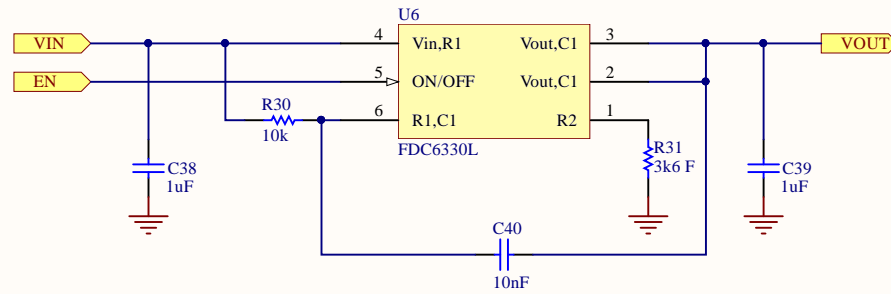 U6
VIN
4
Vin,R1
Vout,C1
3
VOUT
EN
5
ON/OFF
Vout,C1
2
R30
10k
6
R1,C1
R2
1
FDC6330L
R31
3k6 F
C38
1uF
C39
1uF
C40
10nF